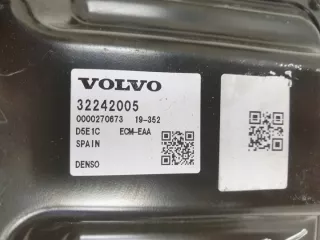 VOLVO
32242005
0000270673 19-352
D5E1C ECM-EAA
SPAIN
DENSO